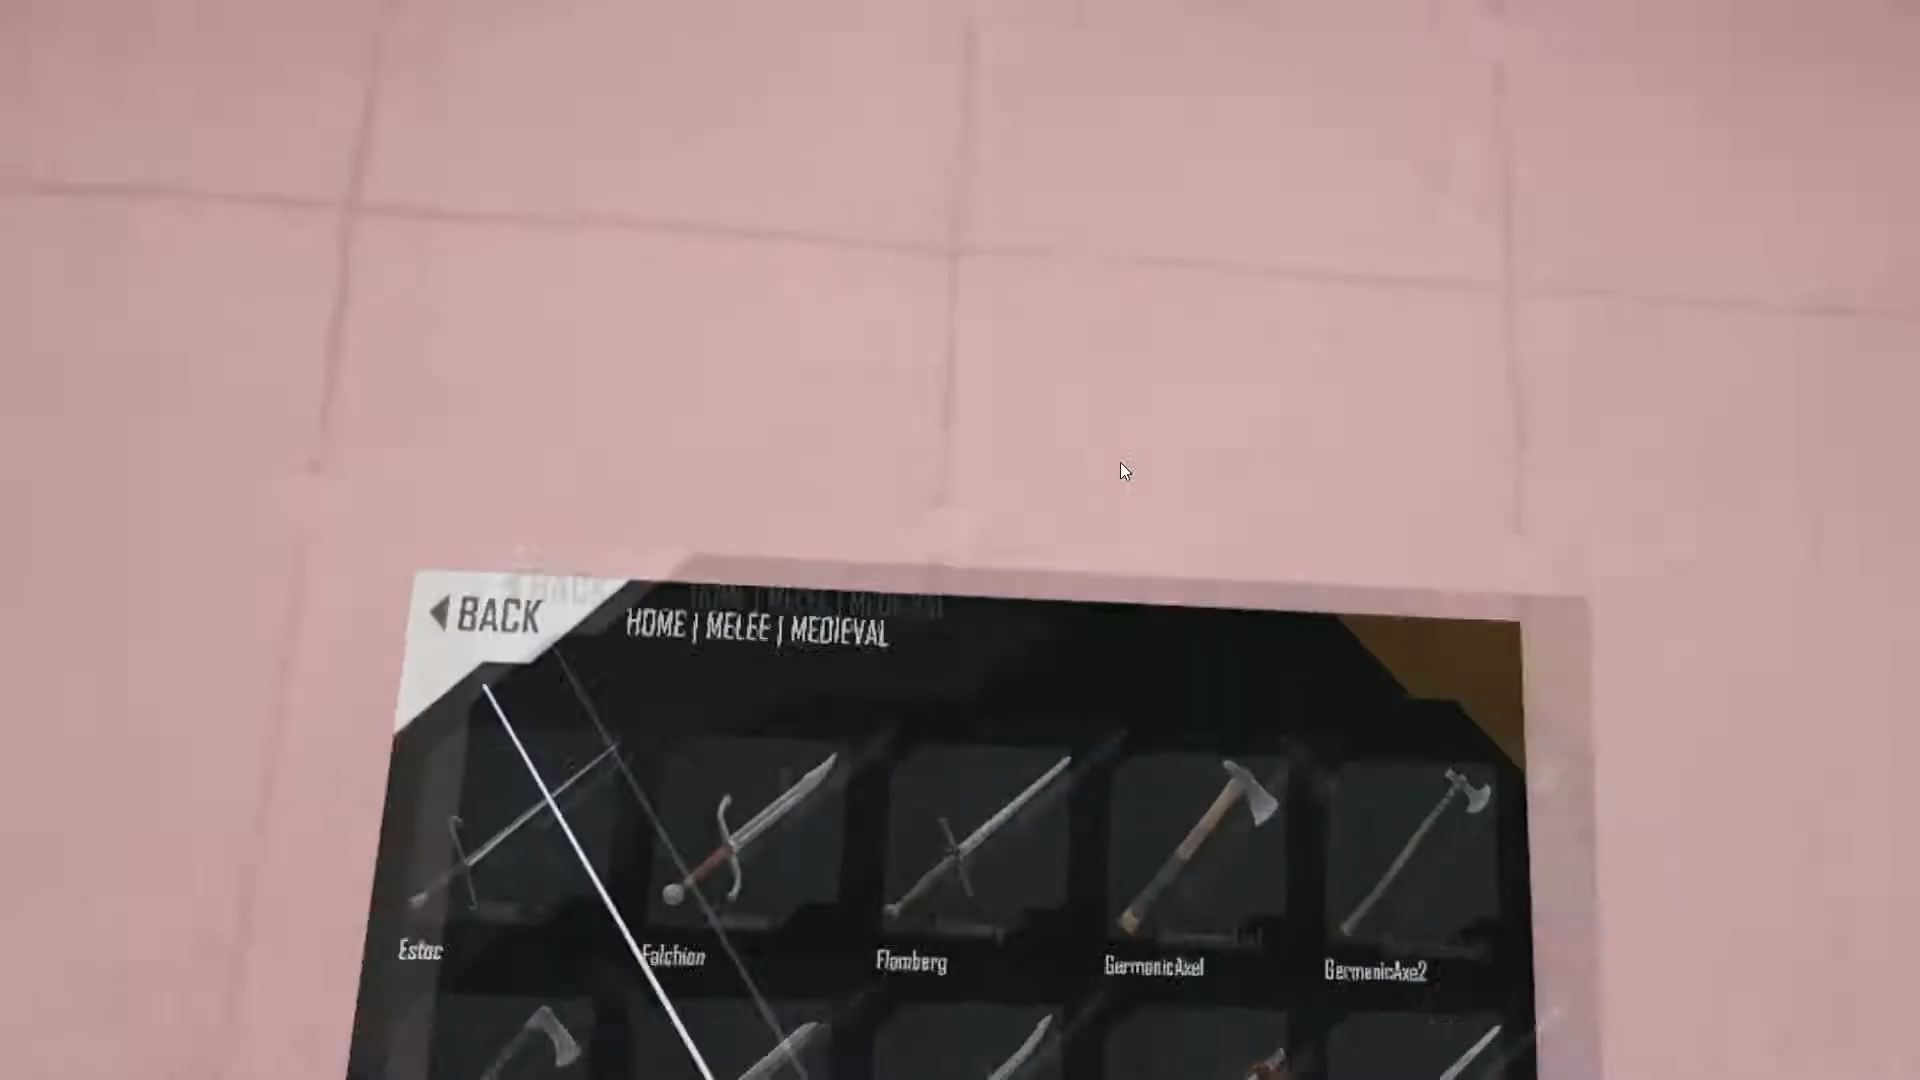 BACK
HOME | MELEE | MEDIEVAL
Estoc
Falchion
Flamberg
GermanicAxe1
GermanicAxe2